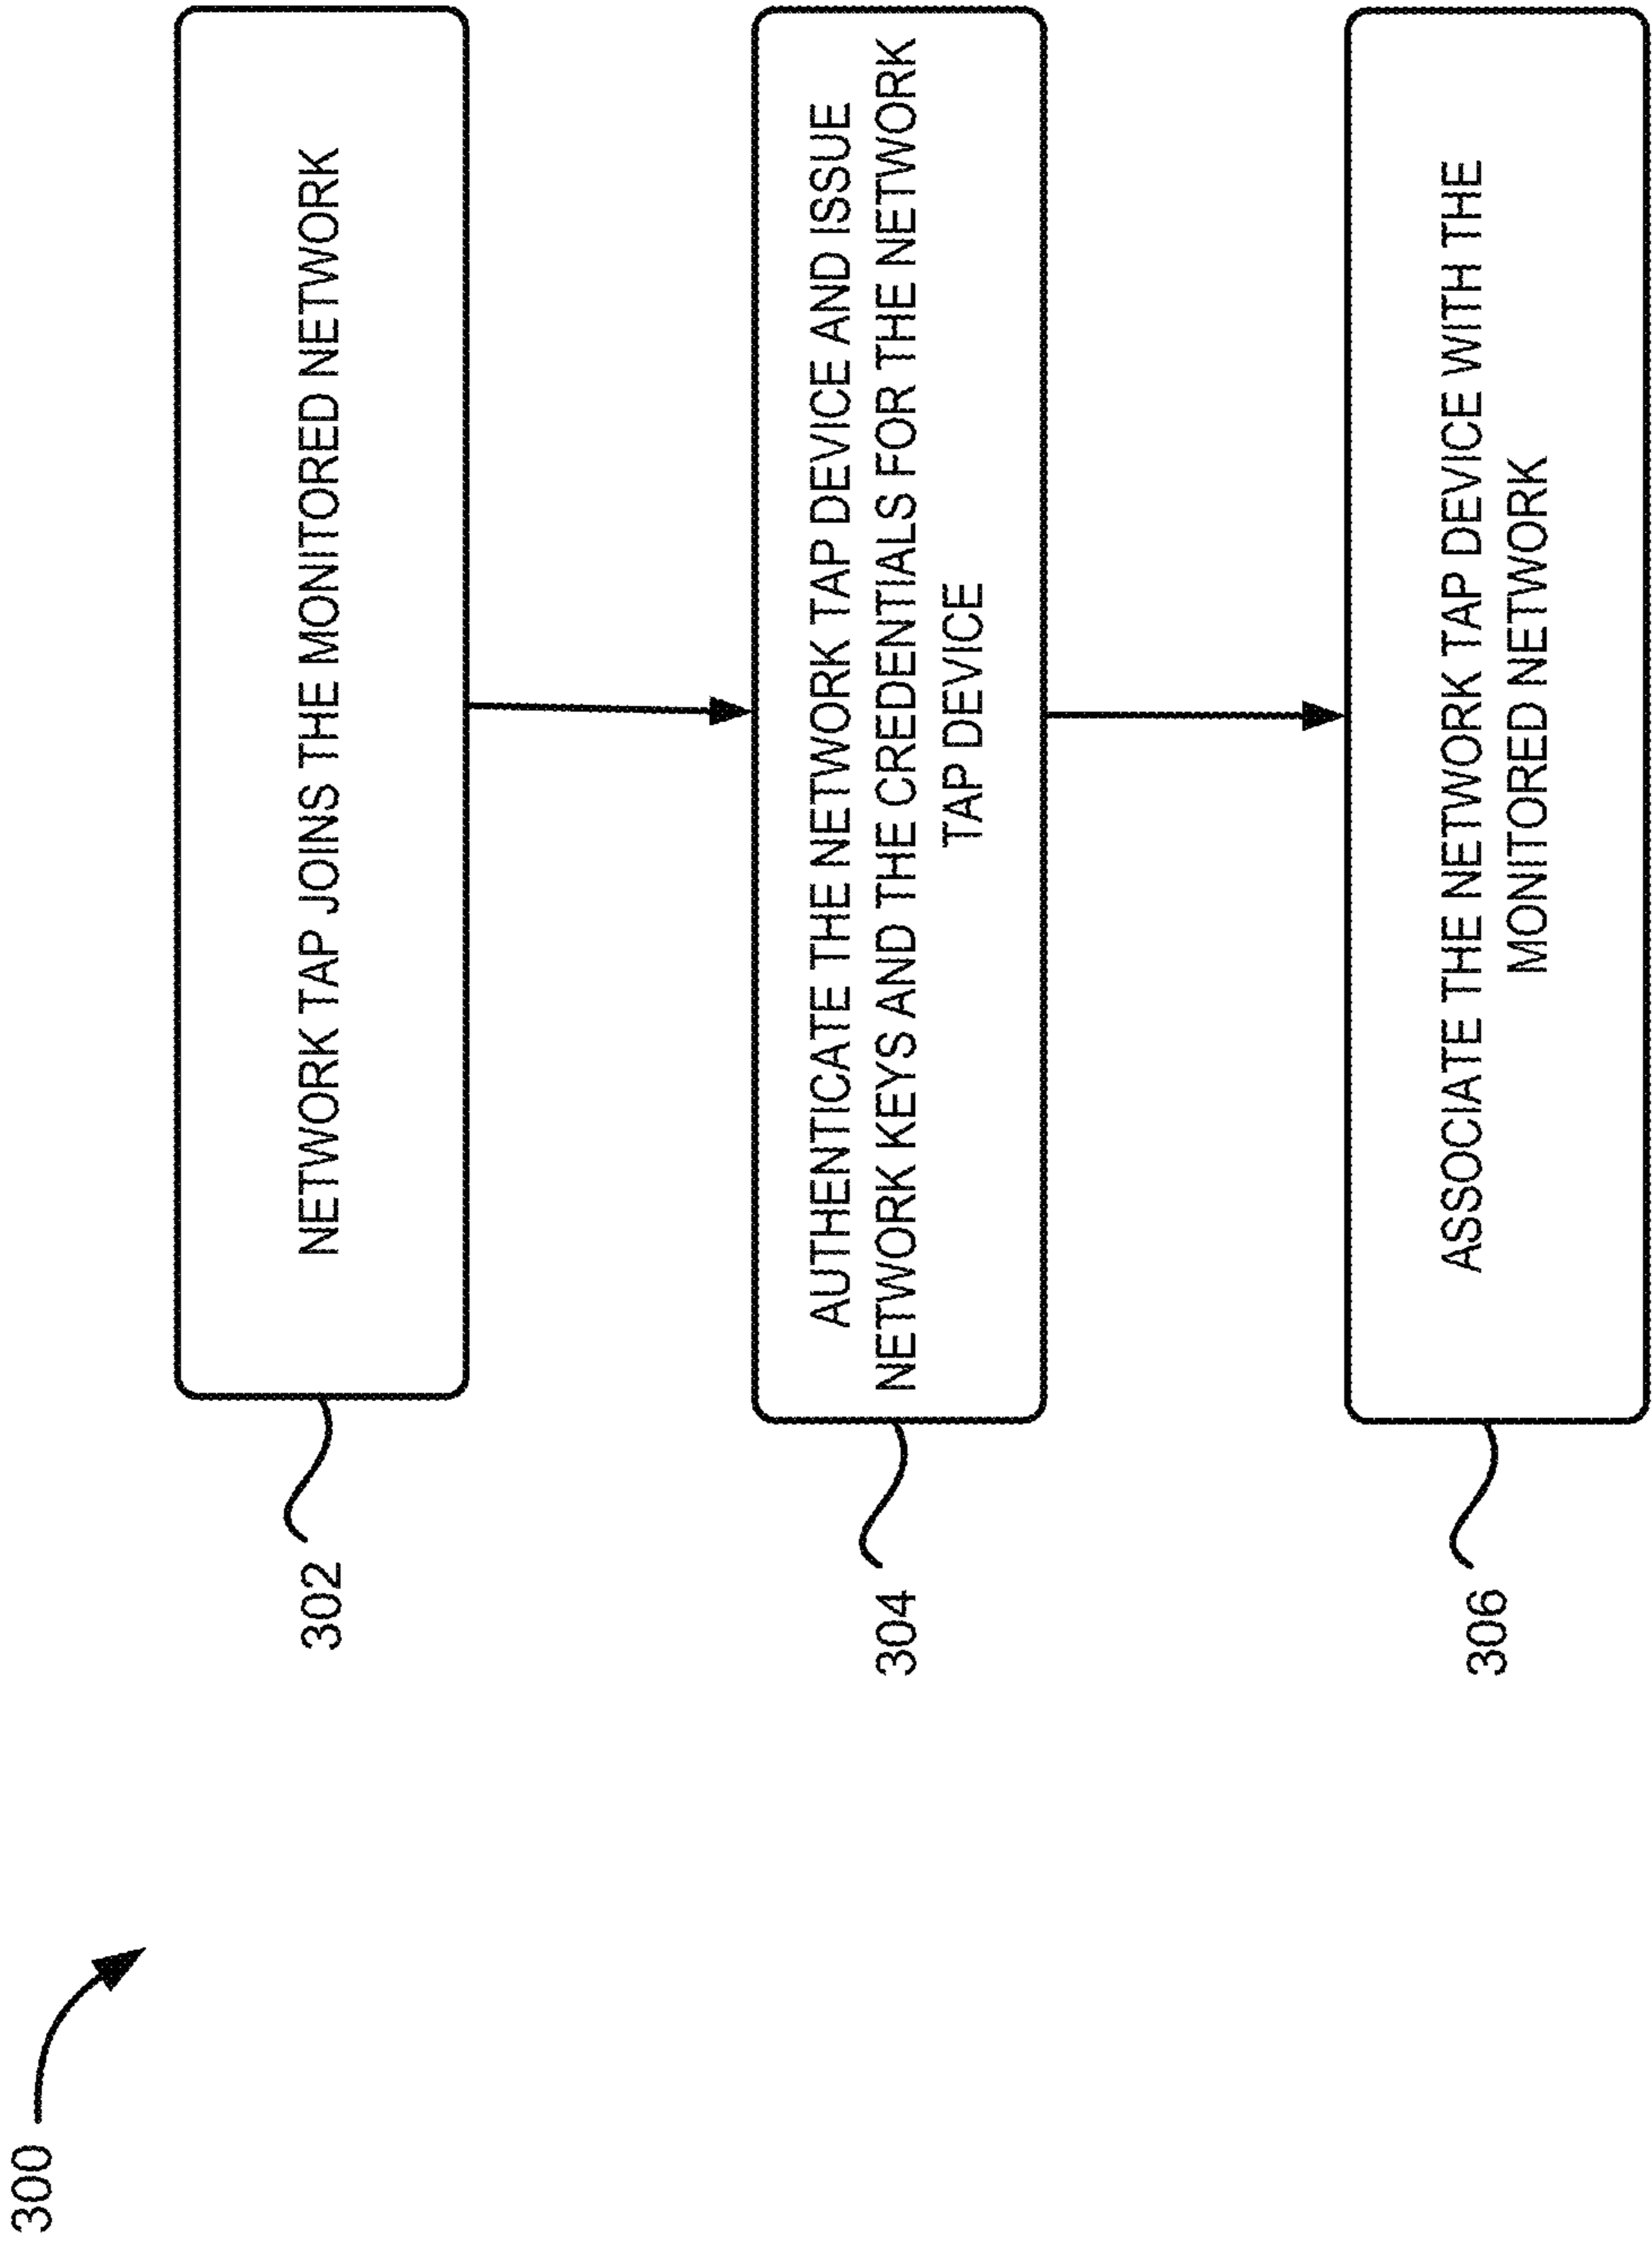 300
302
NETWORK TAP JOINS THE MONITORED NETWORK
304
AUTHENTICATE THE NETWORK TAP DEVICE AND ISSUE
NETWORK KEYS AND THE CREDENTIALS FOR THE NETWORK
TAP DEVICE
306
ASSOCIATE THE NETWORK TAP DEVICE WITH THE
MONITORED NETWORK